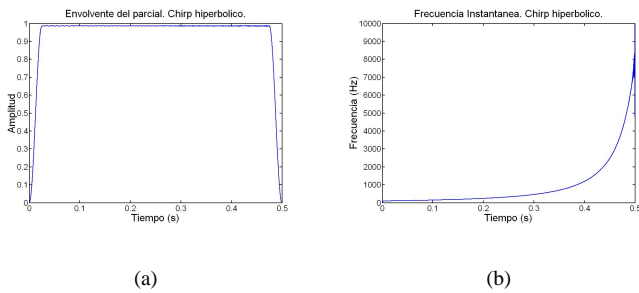 Envolvente del parcial. Chirp hiperbolico.
1
0.9
0.8
0.7
0.6
0.5
0.4
0.3
0.2
0.1
0
Amplitud
0 0.1 0.2 0.3 0.4 0.5
Tiempo (s)
(a)
Frecuencia Instantanea. Chirp hiperbolico.
10000
9000
8000
7000
6000
5000
4000
3000
2000
1000
0
Frecuencia (Hz)
0 0.1 0.2 0.3 0.4 0.5
Tiempo (s)
(b)